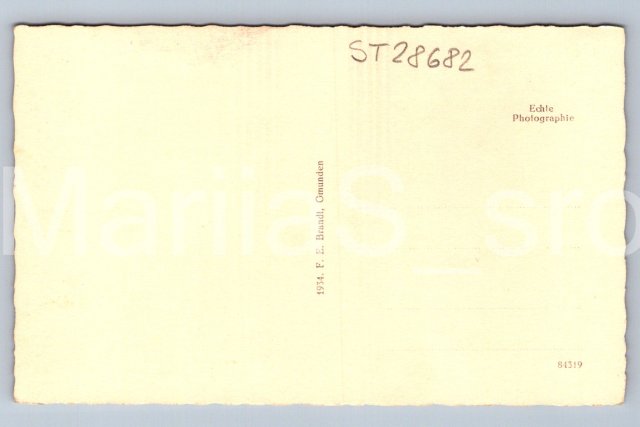 ST28682
Echte
Photographie
1934. F. E. Brandt, Gmunden
MariiaS_sro
84319